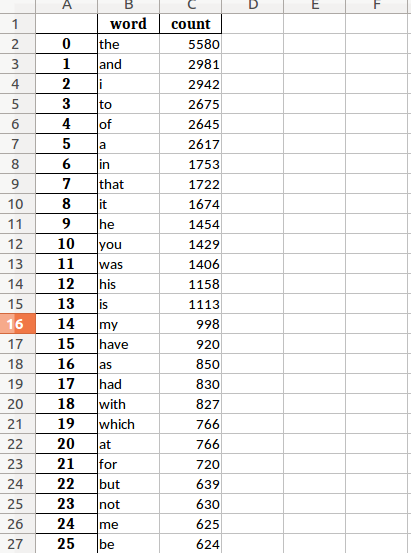 A B C D E F
1 word count
2 0 the 5580
3 1 and 2981
4 2 i 2942
5 3 to 2675
6 4 of 2645
7 5 a 2617
8 6 in 1753
9 7 that 1722
10 8 it 1674
11 9 he 1454
12 10 you 1429
13 11 was 1406
14 12 his 1158
15 13 is 1113
16 14 my 998
17 15 have 920
18 16 as 850
19 17 had 830
20 18 with 827
21 19 which 766
22 20 at 766
23 21 for 720
24 22 but 639
25 23 not 630
26 24 me 625
27 25 be 624